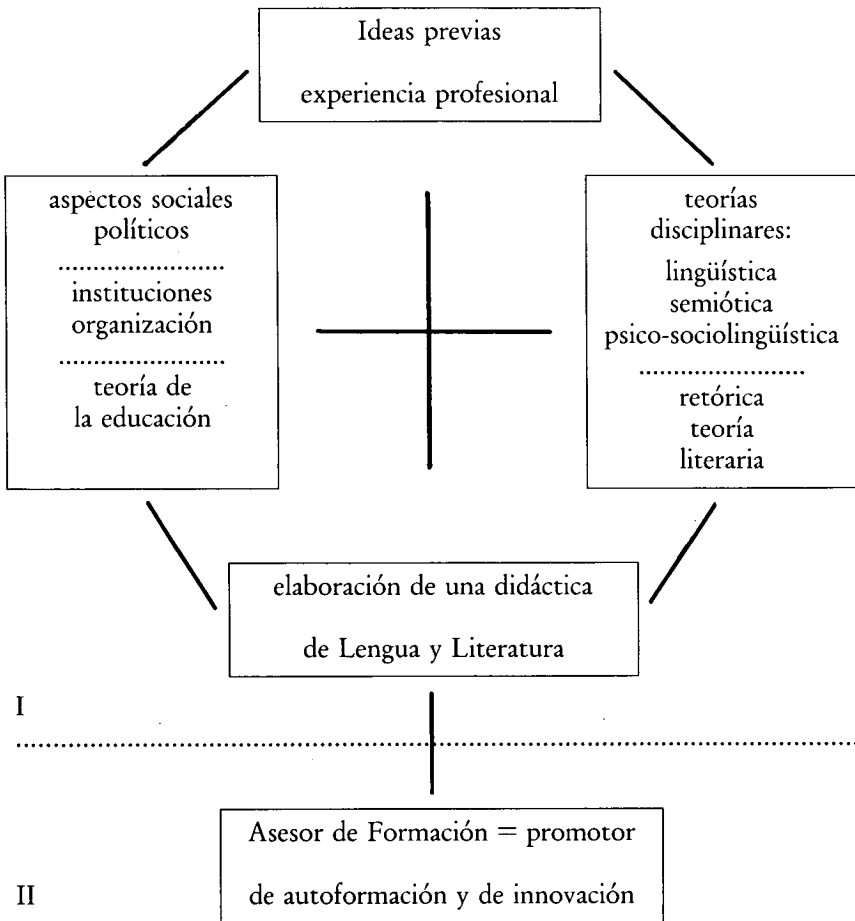 Ideas previas
experiencia profesional
aspectos sociales
políticos
........................
instituciones
organización
........................
teoría de
la educación
teorías
disciplinares:
lingüística
semiótica
psico-sociolingüística
........................
retórica
teoría
literaria
elaboración de una didáctica
de Lengua y Literatura
I
Asesor de Formación = promotor
de autoformación y de innovación
II